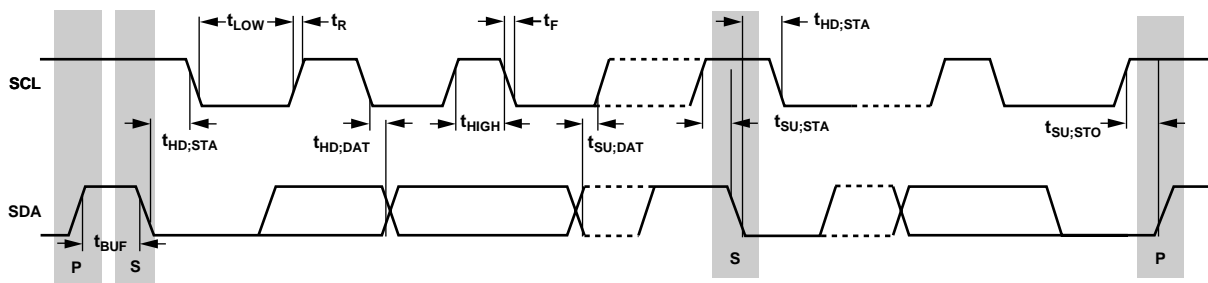 tLOW
tR
tF
tHD;STA
SCL
tHD;STA
tHD;DAT
tHIGH
tSU;DAT
tSU;STA
tSU;STO
SDA
tBUF
P
S
S
P